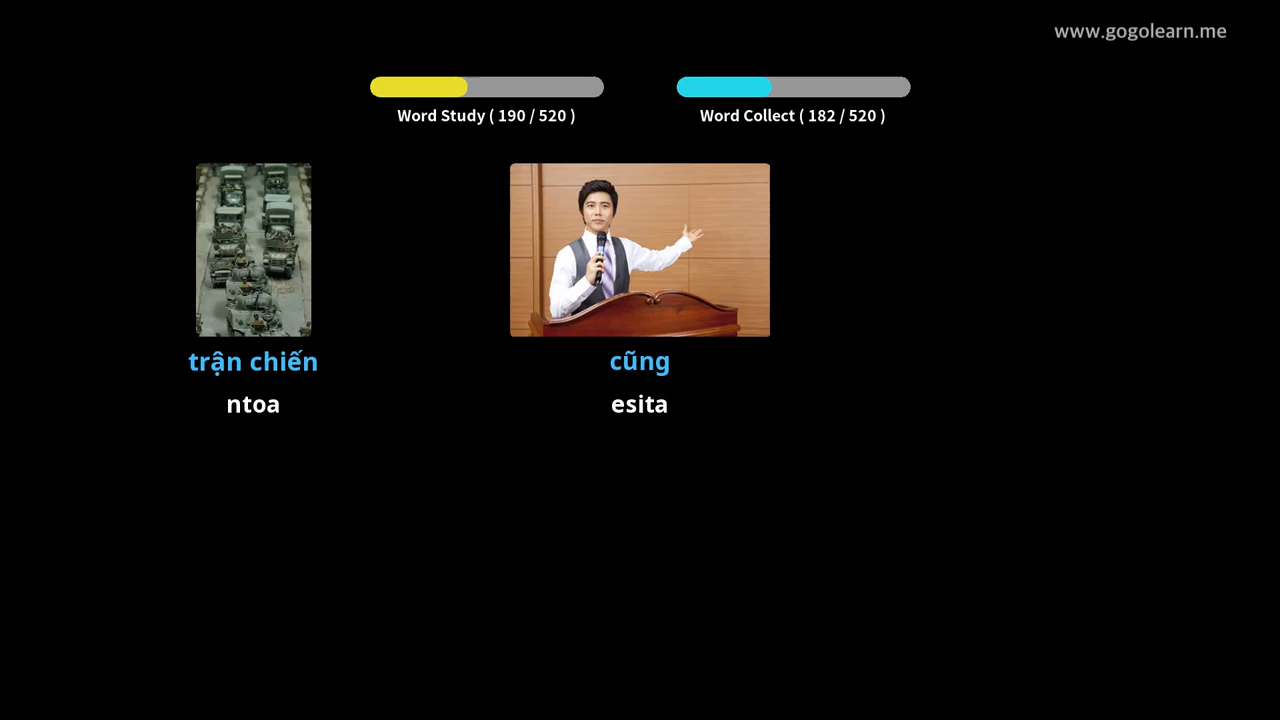 www.gogolearn.me
Word Study ( 190 / 520 )
Word Collect ( 182 / 520 )
trận chiến
cũng
ntoa
esita